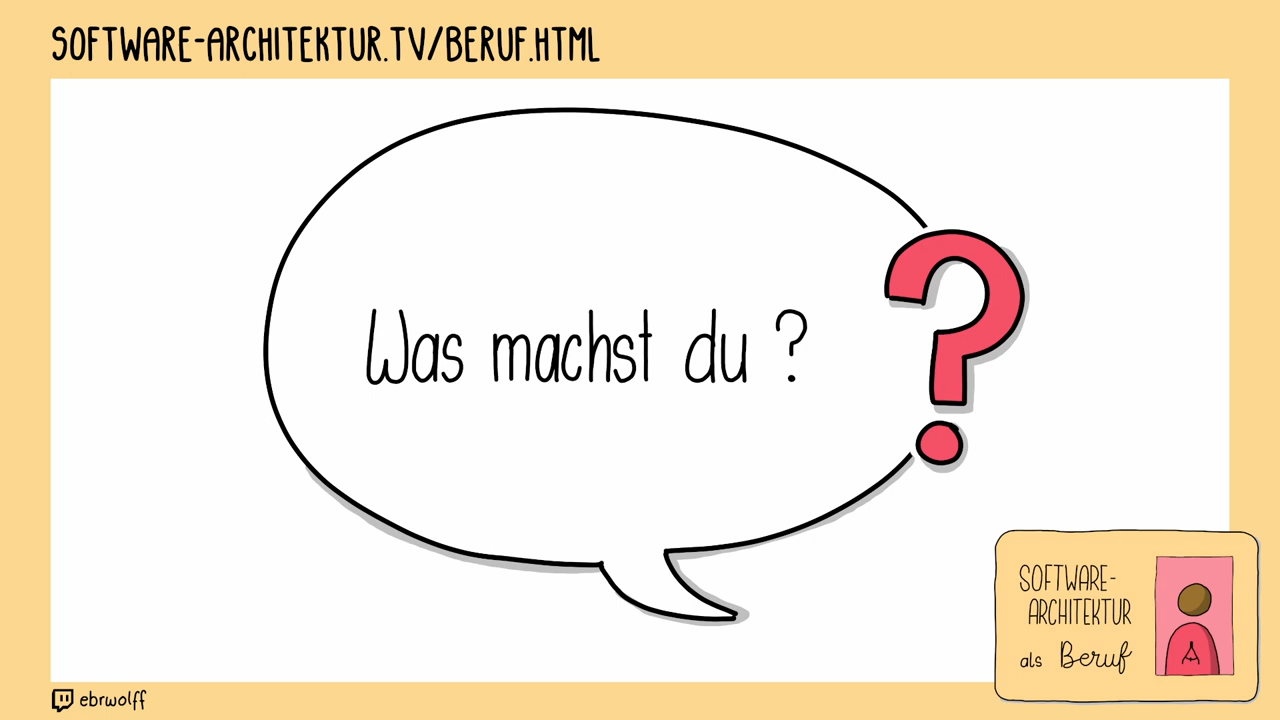 SOFTWARE-ARCHITEKTUR.TV/BERUF.HTML
Was machst du ?
?
SOFTWARE-
ARCHITEKTUR
als Beruf
ebrwolff